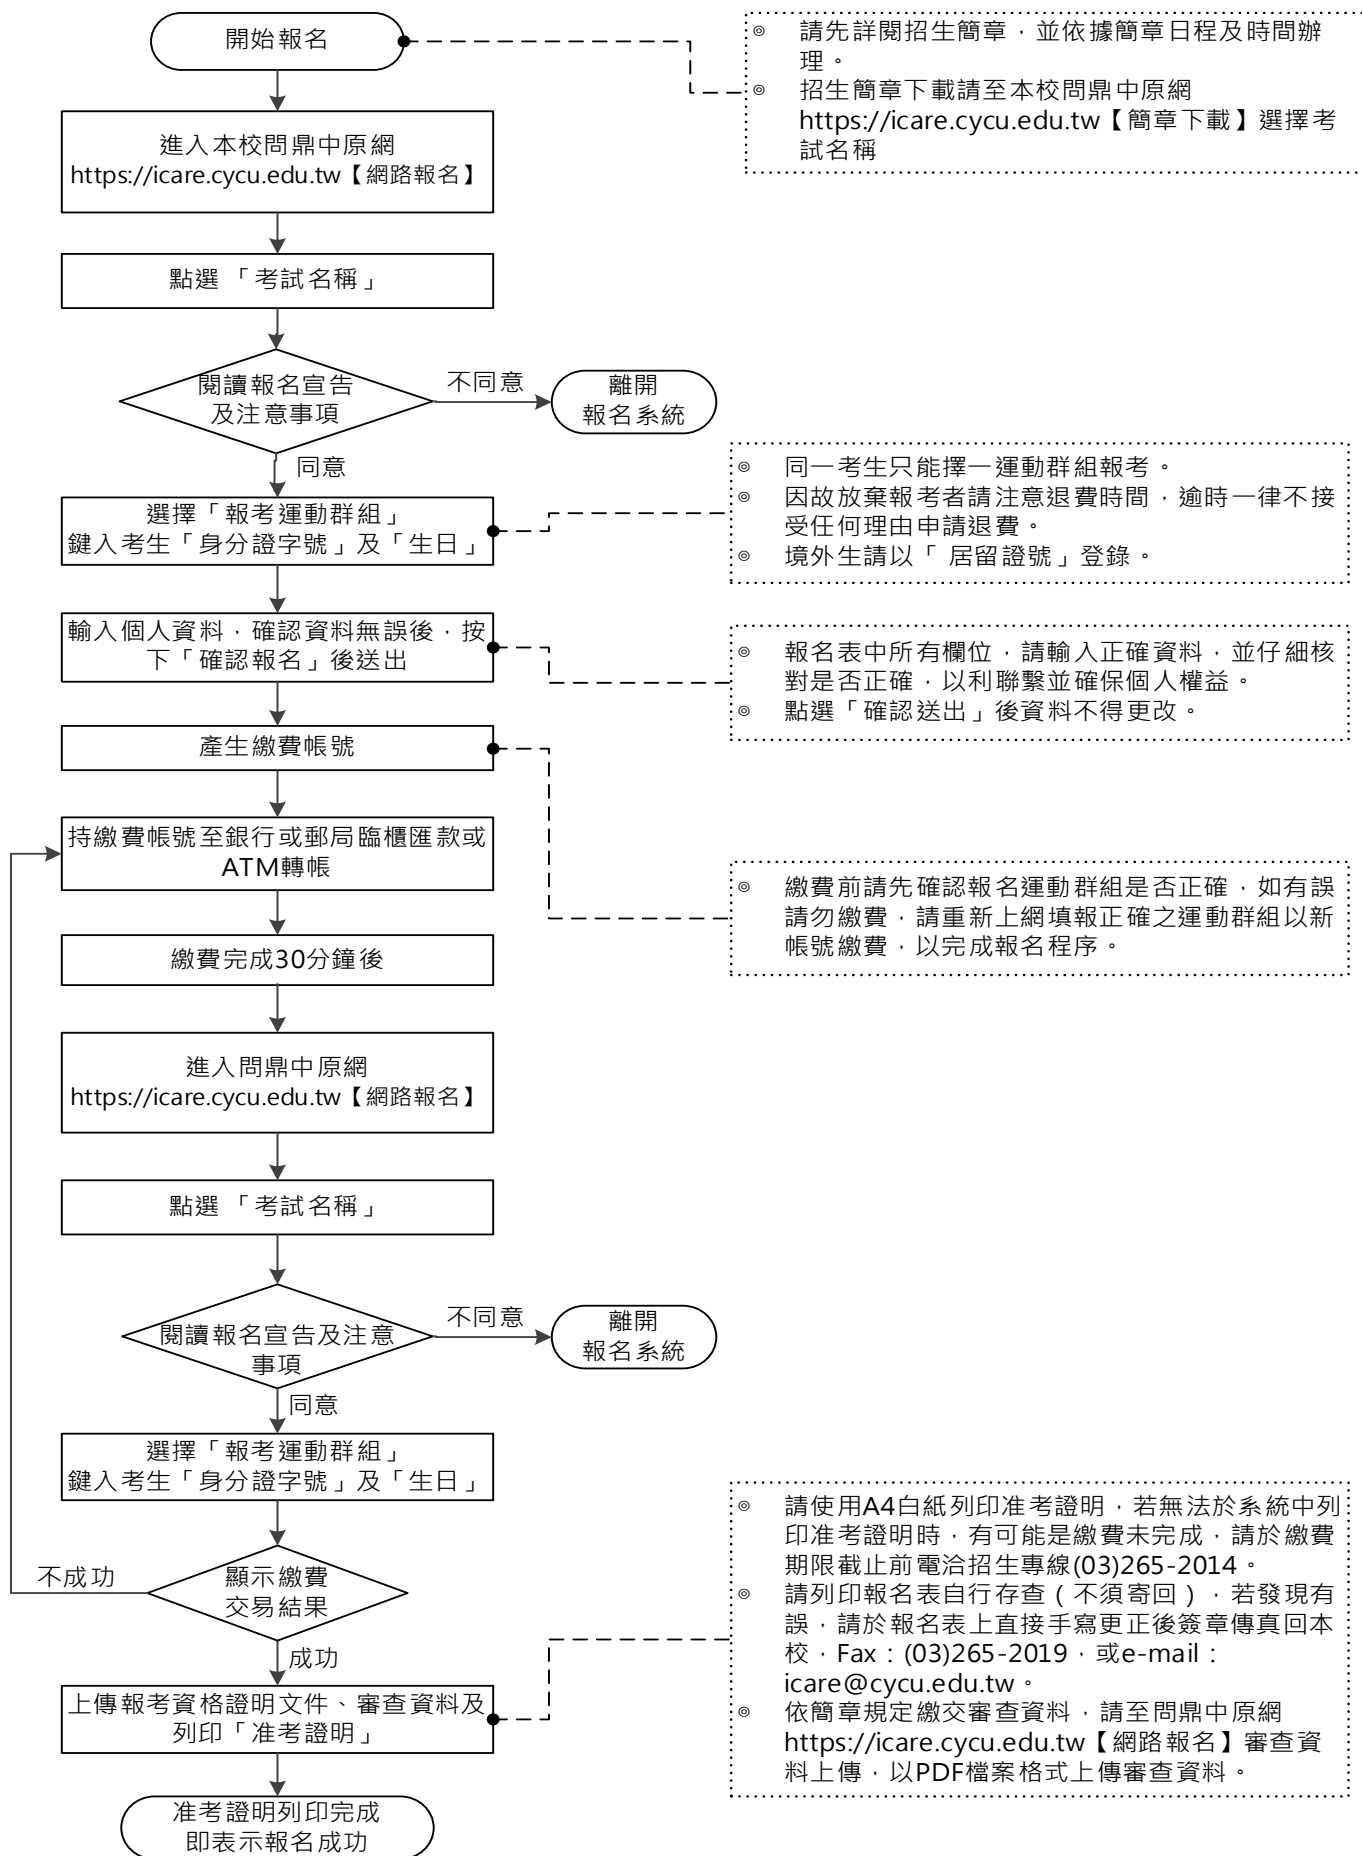 開始報名
◎ 請先詳閱招生簡章，並依據簡章日程及時間辦
理。
◎ 招生簡章下載請至本校問鼎中原網
https://icare.cycu.edu.tw【簡章下載】選擇考
試名稱
進入本校問鼎中原網
https://icare.cycu.edu.tw【網路報名】
點選 「考試名稱」
閱讀報名宣告
及注意事項
不同意
離開
報名系統
同意
選擇「報考運動群組」
鍵入考生「身分證字號」及「生日」
◎ 同一考生只能擇一運動群組報考。
◎ 因故放棄報考者請注意退費時間，逾時一律不接
受任何理由申請退費。
◎ 境外生請以「 居留證號」登錄。
輸入個人資料，確認資料無誤後，按
下「確認報名」後送出
◎ 報名表中所有欄位，請輸入正確資料，並仔細核
對是否正確，以利聯繫並確保個人權益。
◎ 點選「確認送出」後資料不得更改。
產生繳費帳號
持繳費帳號至銀行或郵局臨櫃匯款或
ATM轉帳
◎ 繳費前請先確認報名運動群組是否正確，如有誤
請勿繳費，請重新上網填報正確之運動群組以新
帳號繳費，以完成報名程序。
繳費完成30分鐘後
進入問鼎中原網
https://icare.cycu.edu.tw【網路報名】
點選 「考試名稱」
閱讀報名宣告及注意
事項
不同意
離開
報名系統
同意
選擇「報考運動群組」
鍵入考生「身分證字號」及「生日」
顯示繳費
交易結果
不成功
成功
上傳報考資格證明文件、審查資料及
列印「准考證明」
◎ 請使用A4白紙列印准考證明，若無法於系統中列
印准考證明時，有可能是繳費未完成，請於繳費
期限截止前電洽招生專線(03)265-2014。
◎ 請列印報名表自行存查（不須寄回），若發現有
誤，請於報名表上直接手寫更正後簽章傳真回本
校，Fax：(03)265-2019，或e-mail：
icare@cycu.edu.tw。
◎ 依簡章規定繳交審查資料，請至問鼎中原網
https://icare.cycu.edu.tw【網路報名】審查資
料上傳，以PDF檔案格式上傳審查資料。
准考證明列印完成
即表示報名成功